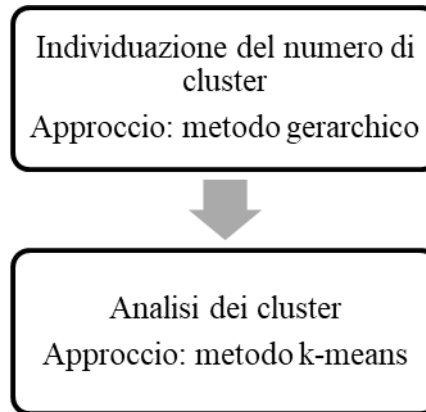 Individuazione del numero di
cluster
Approccio: metodo gerarchico
Analisi dei cluster
Approccio: metodo k-means